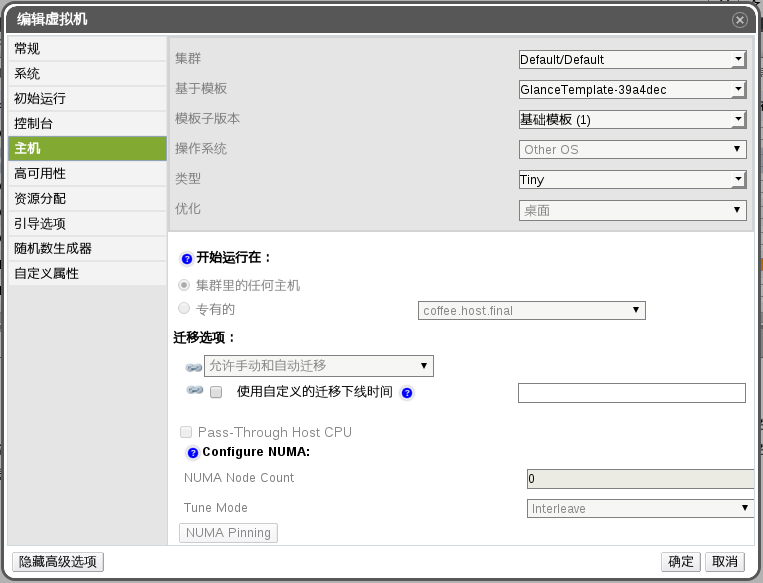 编辑虚拟机
常规
系统
初始运行
控制台
主机
高可用性
资源分配
引导选项
随机数生成器
自定义属性
集群 Default/Default
基于模板 GlanceTemplate-39a4dec
模板子版本 基础模板 (1)
操作系统 Other OS
类型 Tiny
优化 桌面
开始运行在：
集群里的任何主机
专有的 coffee.host.final
迁移选项：
允许手动和自动迁移
使用自定义的迁移下线时间
Pass-Through Host CPU
Configure NUMA:
NUMA Node Count 0
Tune Mode Interleave
NUMA Pinning
隐藏高级选项 确定 取消